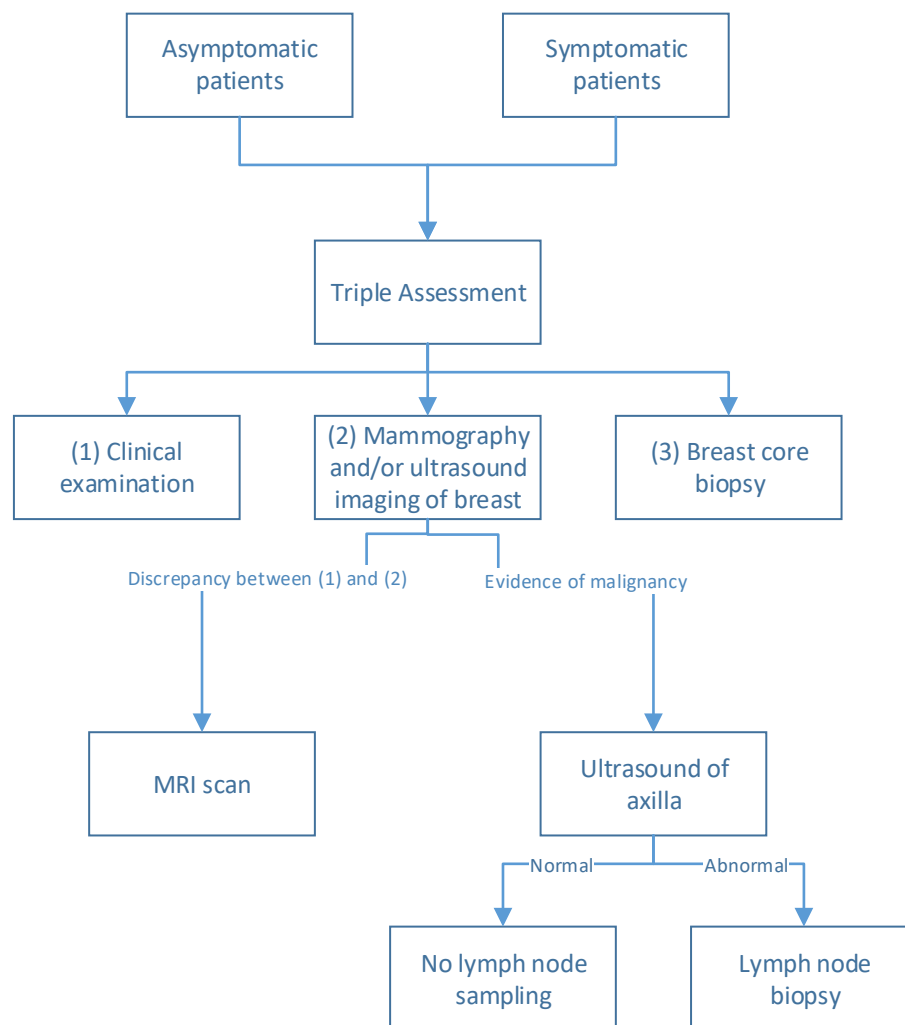 Asymptomatic
patients
Symptomatic
patients
Triple Assessment
(1) Clinical
examination
(2) Mammography
and/or ultrasound
imaging of breast
(3) Breast core
biopsy
Discrepancy between (1) and (2)
Evidence of malignancy
MRI scan
Ultrasound of
axilla
Normal
Abnormal
No lymph node
sampling
Lymph node
biopsy